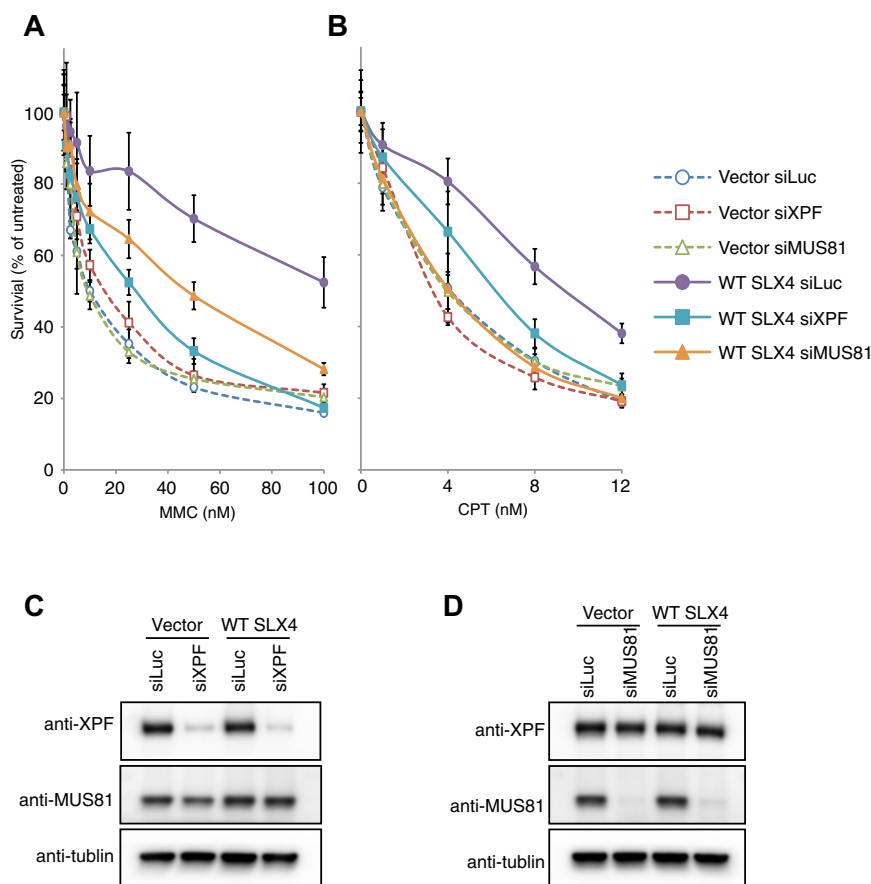 A
B
Survivial (% of untreated)
100
80
60
40
20
0
0 20 40 60 80 100
MMC (nM)
0 4 8 12
CPT (nM)
Vector siLuc
Vector siXPF
Vector siMUS81
WT SLX4 siLuc
WT SLX4 siXPF
WT SLX4 siMUS81
C
Vector WT SLX4
siLuc siXPF siLuc siXPF
anti-XPF
anti-MUS81
anti-tublin
D
Vector WT SLX4
siLuc siMUS81 siLuc siMUS81
anti-XPF
anti-MUS81
anti-tublin